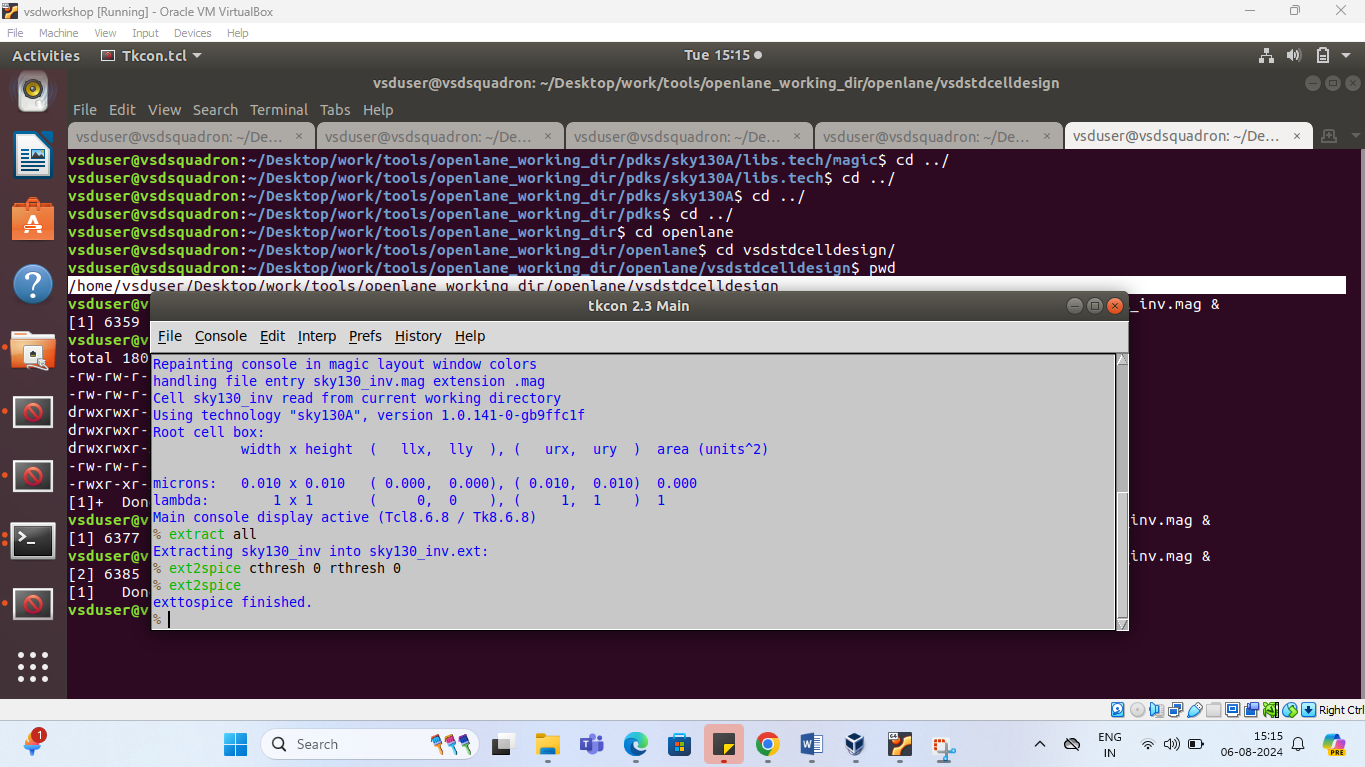 vsdworkshop [Running] - Oracle VM VirtualBox
File Machine View Input Devices Help
Activities Tkcon.tcl Tue 15:15
vsduser@vsdsquadron: ~/Desktop/work/tools/openlane_working_dir/openlane/vsdstdcelldesign
File Edit View Search Terminal Tabs Help
vsduser@vsdsquadron: ~/De... × vsduser@vsdsquadron: ~/De... × vsduser@vsdsquadron: ~/De... × vsduser@vsdsquadron: ~/De... × vsduser@vsdsquadron: ~/De... ×
vsduser@vsdsquadron:~/Desktop/work/tools/openlane_working_dir/pdks/sky130A/libs.tech/magic$ cd ../
vsduser@vsdsquadron:~/Desktop/work/tools/openlane_working_dir/pdks/sky130A/libs.tech$ cd ../
vsduser@vsdsquadron:~/Desktop/work/tools/openlane_working_dir/pdks/sky130A$ cd ../
vsduser@vsdsquadron:~/Desktop/work/tools/openlane_working_dir/pdks$ cd ../
vsduser@vsdsquadron:~/Desktop/work/tools/openlane_working_dir$ cd openlane
vsduser@vsdsquadron:~/Desktop/work/tools/openlane_working_dir/openlane$ cd vsdstdcelldesign/
vsduser@vsdsquadron:~/Desktop/work/tools/openlane_working_dir/openlane/vsdstdcelldesign$ pwd
/home/vsduser/Desktop/work/tools/openlane_working_dir/openlane/vsdstdcelldesign
vsduser@v _inv.mag &
[1] 6359
vsduser@v
total 180
-rw-rw-r-
-rw-rw-r-
drwxrwxr-
drwxrwxr-
drwxrwxr-
-rw-rw-r-
-rwxr-xr-
[1]+ Don
vsduser@v inv.mag &
[1] 6377
vsduser@v _inv.mag &
[2] 6385
[1] Don
vsduser@v
tkcon 2.3 Main
File Console Edit Interp Prefs History Help
Repainting console in magic layout window colors
handling file entry sky130_inv.mag extension .mag
Cell sky130_inv read from current working directory
Using technology "sky130A", version 1.0.141-0-gb9ffc1f
Root cell box:
width x height ( llx, lly ), ( urx, ury ) area (units^2)
microns: 0.010 x 0.010 ( 0.000, 0.000), ( 0.010, 0.010) 0.000
lambda: 1 x 1 ( 0, 0 ), ( 1, 1 ) 1
Main console display active (Tcl8.6.8 / Tk8.6.8)
% extract all
Extracting sky130_inv into sky130_inv.ext:
% ext2spice cthresh 0 rthresh 0
% ext2spice
exttospice finished.
%
Right Ctrl
1
Search
ENG
IN
15:15
06-08-2024
PRE